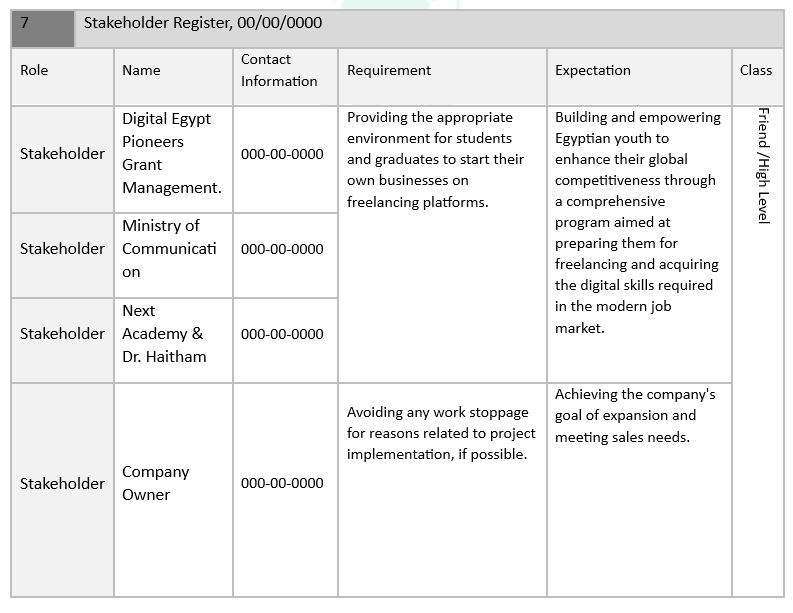 7
Stakeholder Register, 00/00/0000
Role
Name
Contact
Information
Requirement
Expectation
Class
Stakeholder
Digital Egypt
Pioneers
Grant
Management.
000-00-0000
Providing the appropriate
environment for students
and graduates to start their
own businesses on
freelancing platforms.
Building and empowering
Egyptian youth to
enhance their global
competitiveness through
a comprehensive
program aimed at
preparing them for
freelancing and acquiring
the digital skills required
in the modern job
market.
Friend /High Level
Stakeholder
Ministry of
Communicati
on
000-00-0000
Stakeholder
Next
Academy &
Dr. Haitham
000-00-0000
Stakeholder
Company
Owner
000-00-0000
Avoiding any work stoppage
for reasons related to project
implementation, if possible.
Achieving the company's
goal of expansion and
meeting sales needs.